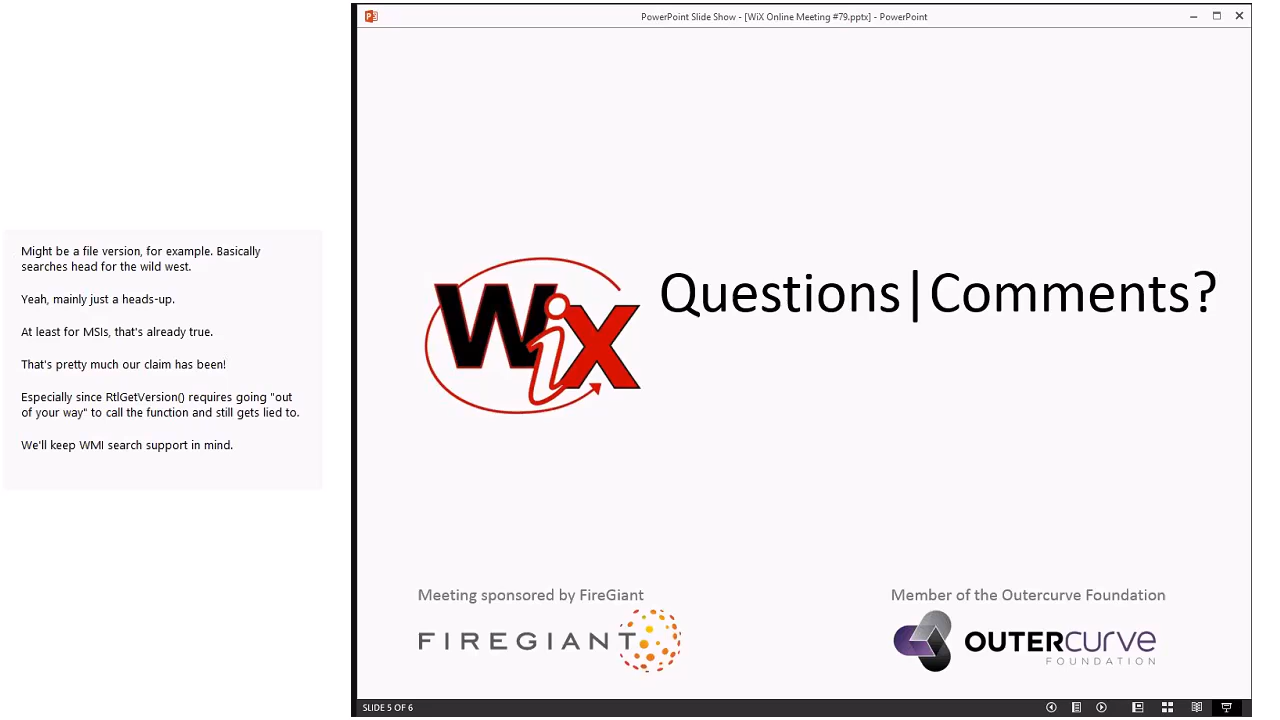 PowerPoint Slide Show - [WiX Online Meeting #79.pptx] - PowerPoint
Might be a file version, for example. Basically
searches head for the wild west.
Yeah, mainly just a heads-up.
At least for MSIs, that's already true.
That's pretty much our claim has been!
Especially since RtlGetVersion() requires going "out
of your way" to call the function and still gets lied to.
We'll keep WMI search support in mind.
WiX
Questions|Comments?
Meeting sponsored by FireGiant
FIREGIANT
Member of the Outercurve Foundation
OUTERCURVE
FOUNDATION
SLIDE 5 OF 6